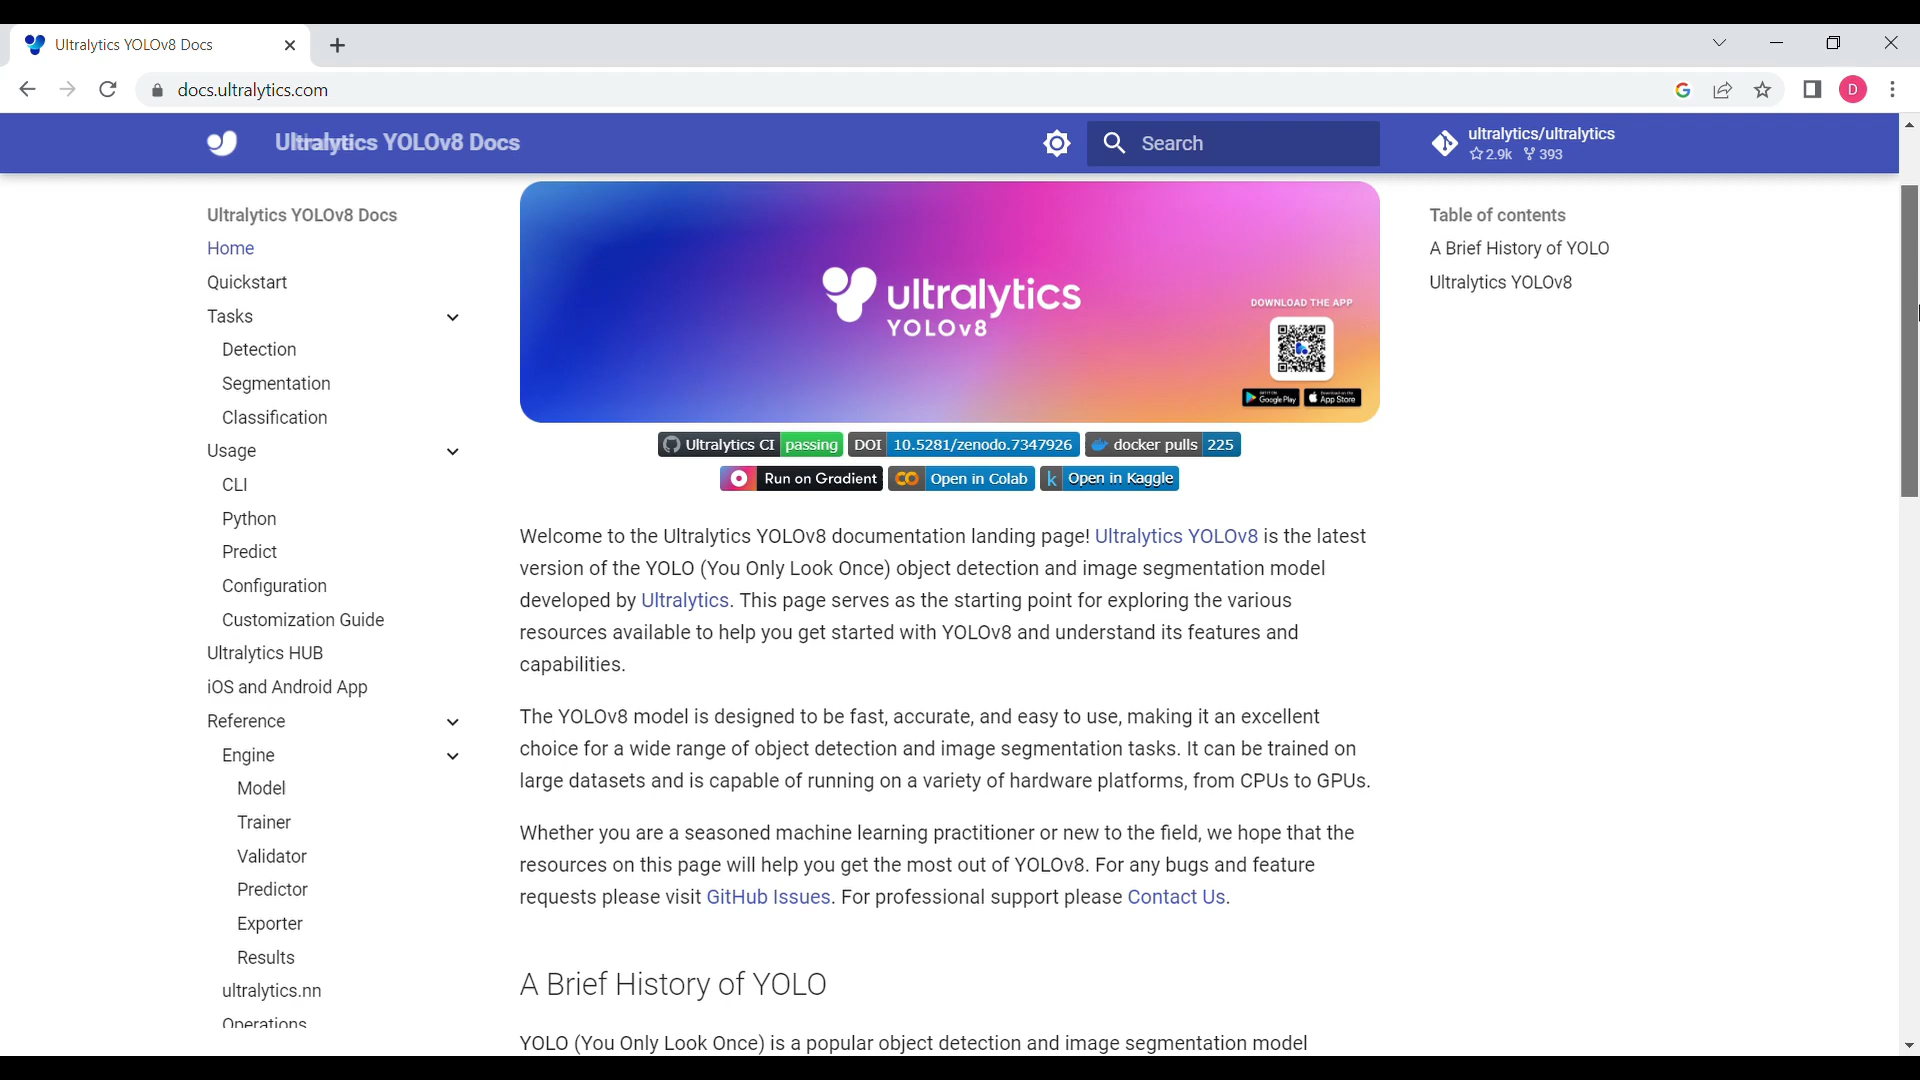 Ultralytics YOLOv8 Docs
docs.ultralytics.com
G
D
Ultralytics YOLOv8 Docs
Search
ultralytics/ultralytics
2.9k 393
Ultralytics YOLOv8 Docs
Home
Quickstart
Tasks
Detection
Segmentation
Classification
Usage
CLI
Python
Predict
Configuration
Customization Guide
Ultralytics HUB
iOS and Android App
Reference
Engine
Model
Trainer
Validator
Predictor
Exporter
Results
ultralytics.nn
Operations
ultralytics
YOLOv8
DOWNLOAD THE APP
Google Play
App Store
Ultralytics CI passing DOI 10.5281/zenodo.7347926 docker pulls 225
Run on Gradient Open in Colab k Open in Kaggle
Welcome to the Ultralytics YOLOv8 documentation landing page! Ultralytics YOLOv8 is the latest
version of the YOLO (You Only Look Once) object detection and image segmentation model
developed by Ultralytics. This page serves as the starting point for exploring the various
resources available to help you get started with YOLOv8 and understand its features and
capabilities.
The YOLOv8 model is designed to be fast, accurate, and easy to use, making it an excellent
choice for a wide range of object detection and image segmentation tasks. It can be trained on
large datasets and is capable of running on a variety of hardware platforms, from CPUs to GPUs.
Whether you are a seasoned machine learning practitioner or new to the field, we hope that the
resources on this page will help you get the most out of YOLOv8. For any bugs and feature
requests please visit GitHub Issues. For professional support please Contact Us.
A Brief History of YOLO
YOLO (You Only Look Once) is a popular object detection and image segmentation model
Table of contents
A Brief History of YOLO
Ultralytics YOLOv8